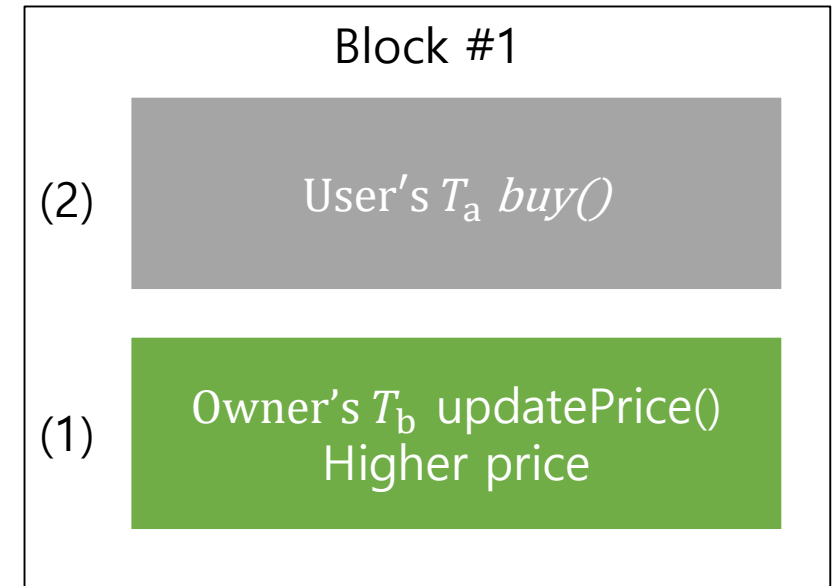 Block #1
(2)
User's Tₐ buy()
(1)
Owner’s T_b updatePrice()
Higher price